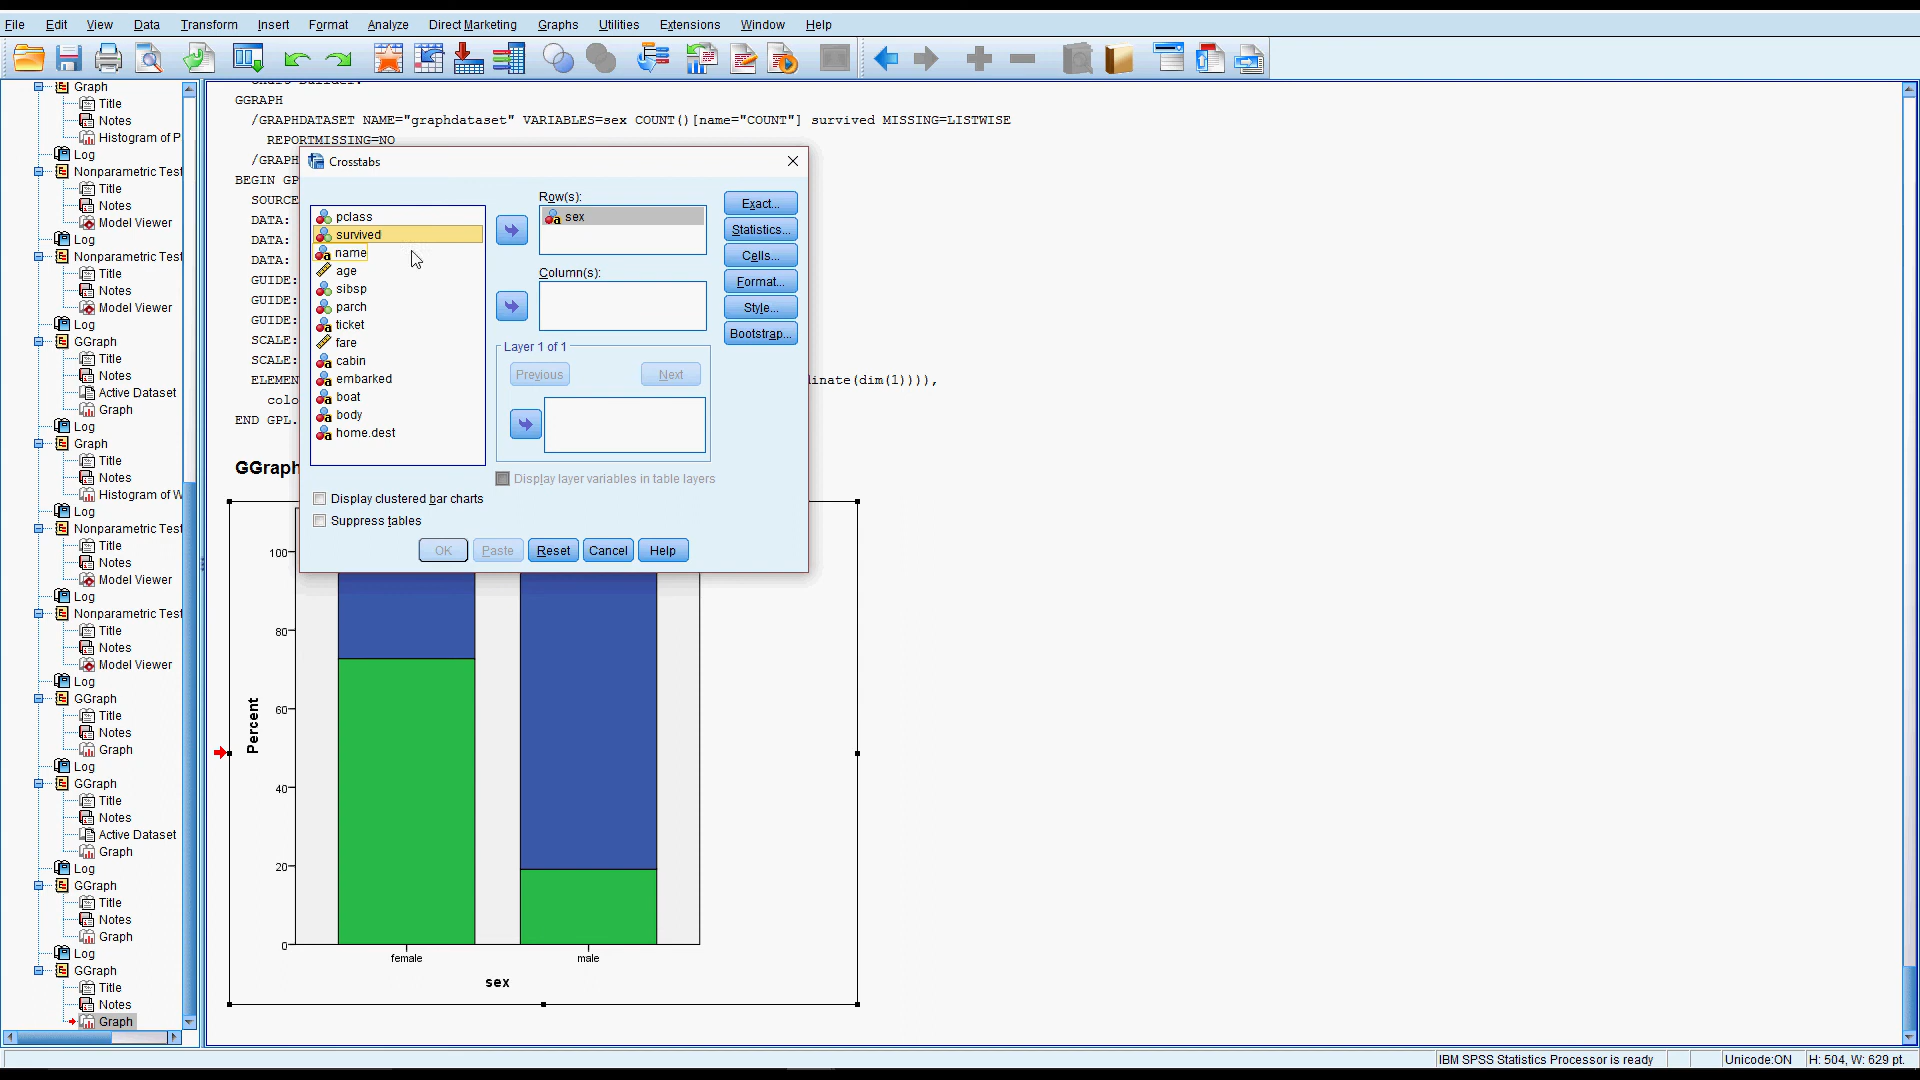 File Edit View Data Transform Insert Format Analyze Direct Marketing Graphs Utilities Extensions Window Help
Graph
Title
Notes
Histogram of P
Log
Nonparametric Test
Title
Notes
Model Viewer
Log
Nonparametric Test
Title
Notes
Model Viewer
Log
GGraph
Title
Notes
Active Dataset
Graph
Log
Graph
Title
Notes
Histogram of W
Log
Nonparametric Test
Title
Notes
Model Viewer
Log
Nonparametric Test
Title
Notes
Model Viewer
Log
GGraph
Title
Notes
Graph
Log
GGraph
Title
Notes
Active Dataset
Graph
Log
GGraph
Title
Notes
Graph
Log
GGraph
Title
Notes
Graph
GGRAPH
/GRAPHDATASET NAME="graphdataset" VARIABLES=sex COUNT()[name="COUNT"] survived MISSING=LISTWISE
REPORTMISSING=NO
/GRAPH
BEGIN GP
SOURCE
DATA:
DATA:
DATA:
GUIDE:
GUIDE:
GUIDE:
SCALE:
SCALE:
ELEMEN
inate(dim(1)))),
colo
END GPL.
GGraph
Crosstabs
pclass
survived
name
age
sibsp
parch
ticket
fare
cabin
embarked
boat
body
home.dest
Row(s):
sex
Column(s):
Layer 1 of 1
Previous Next
Display layer variables in table layers
Exact...
Statistics...
Cells...
Format...
Style...
Bootstrap...
Display clustered bar charts
Suppress tables
OK Paste Reset Cancel Help
100
80
60
40
20
0
Percent
female male
sex
IBM SPSS Statistics Processor is ready Unicode:ON H: 504, W: 629 pt.